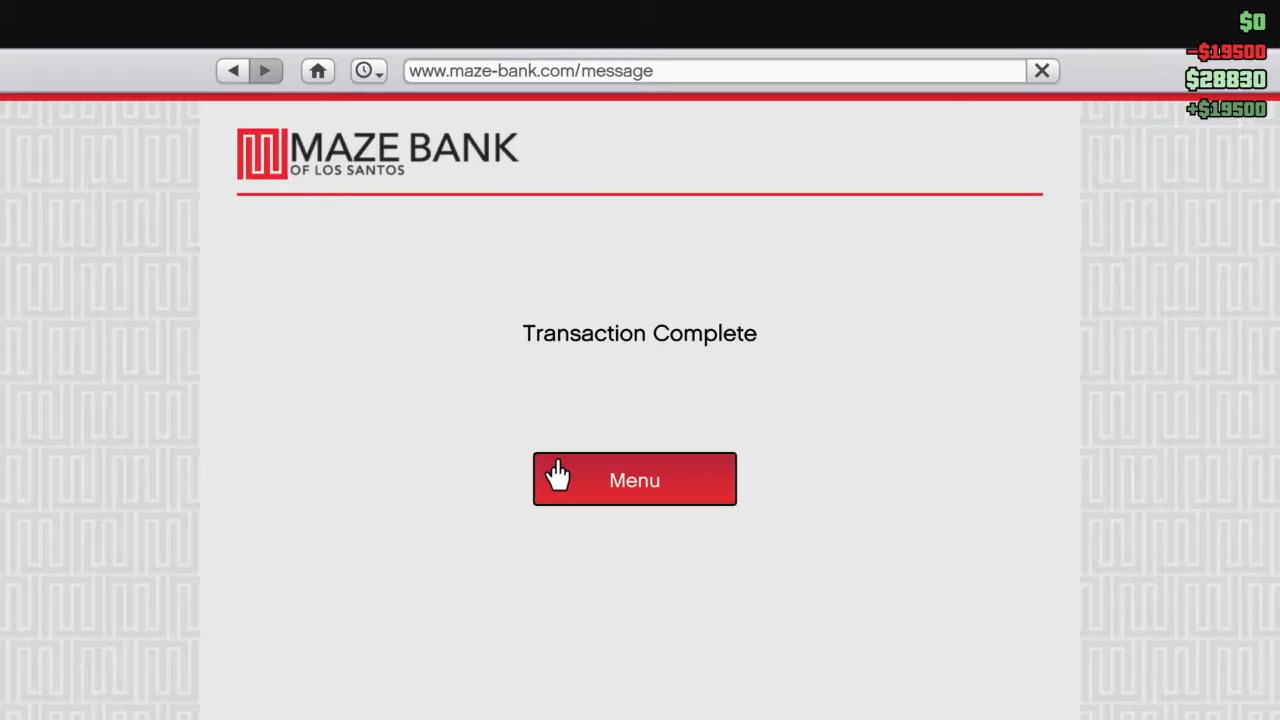 $0
-$19500
www.maze-bank.com/message
$28830
+$19500
MAZE BANK
OF LOS SANTOS
Transaction Complete
Menu